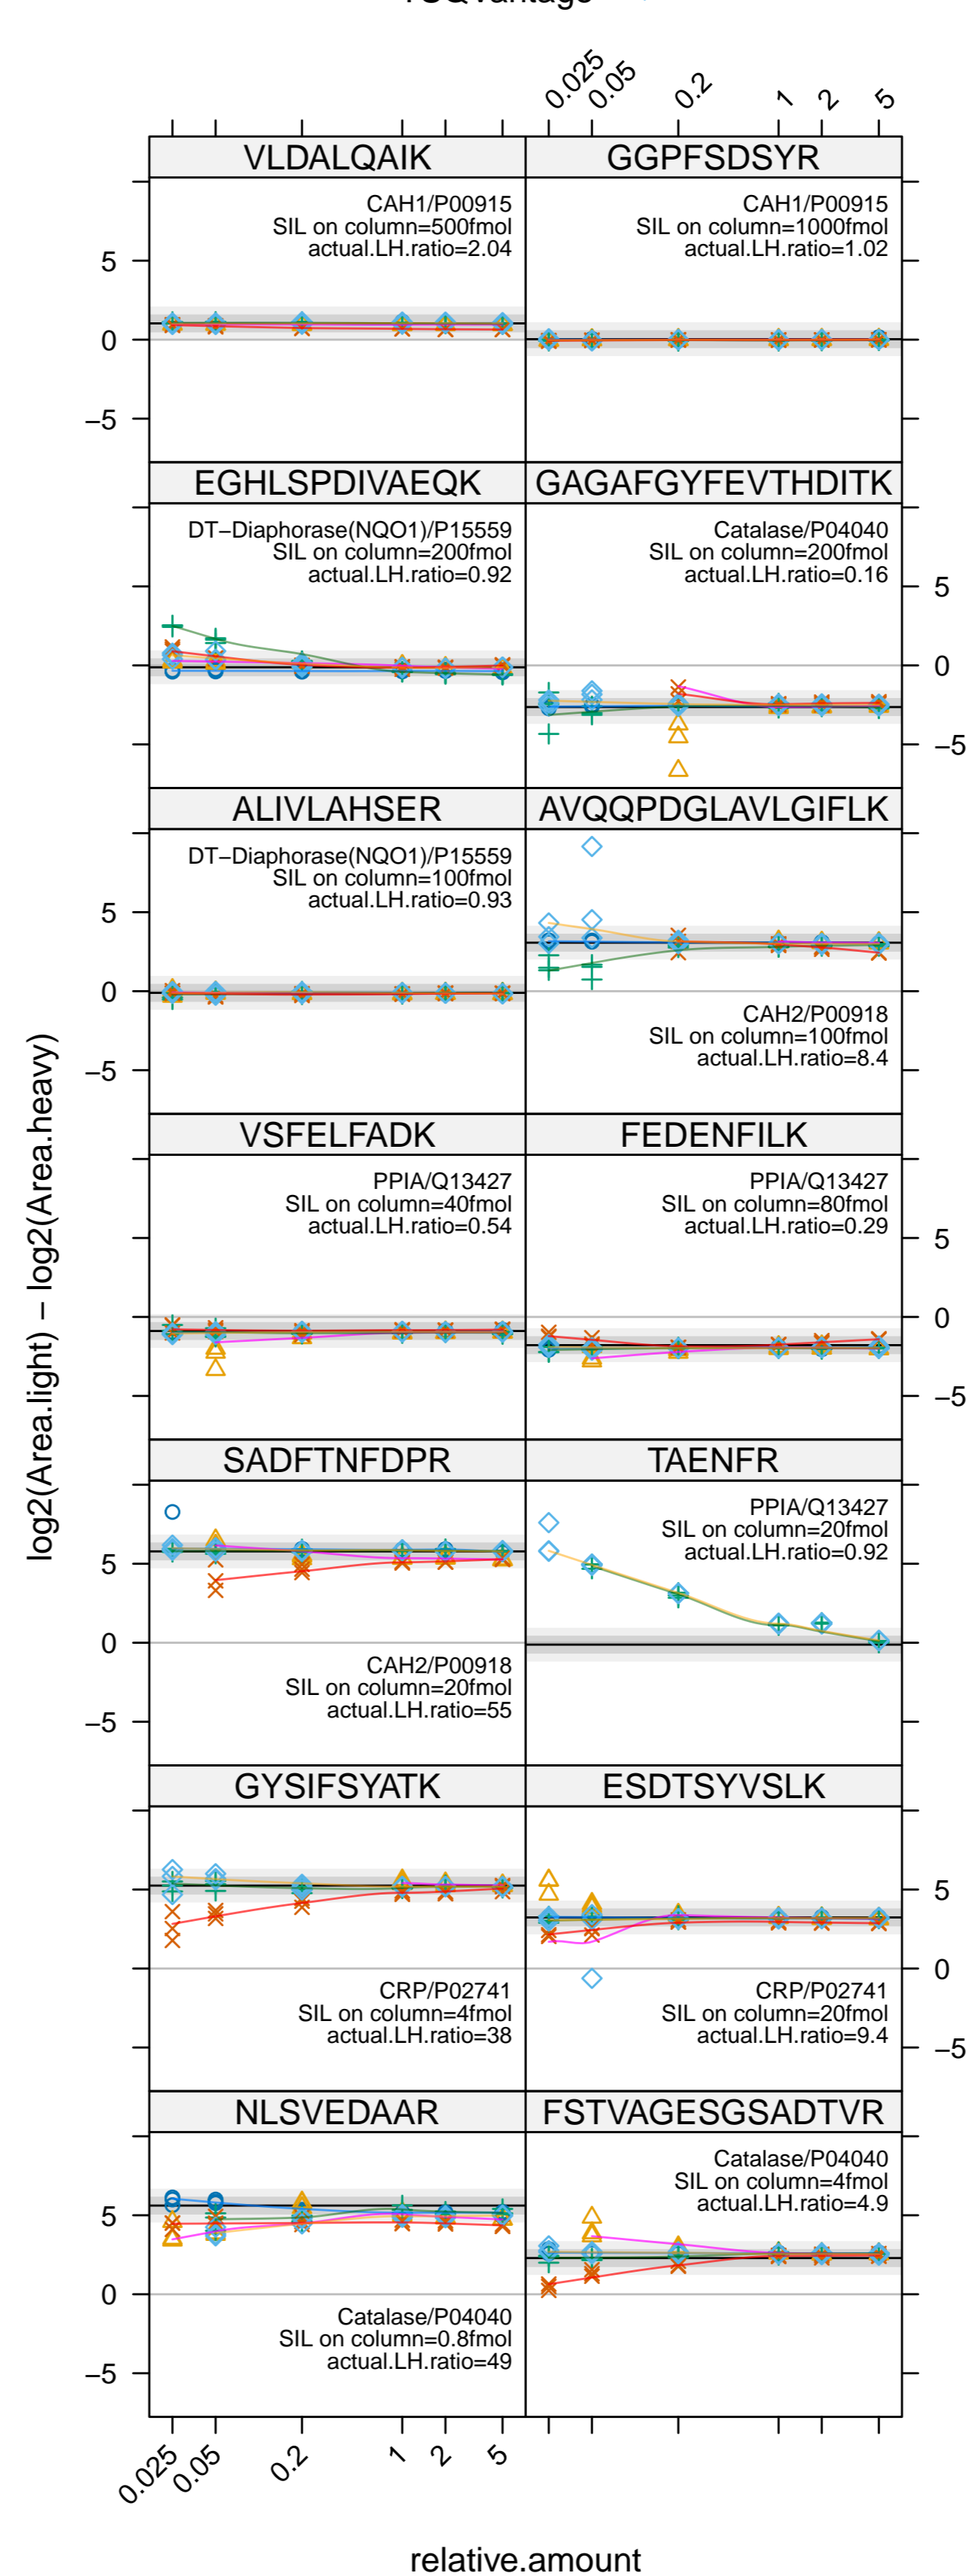 0.025 0.05 0.2 1 2 5
VLDALQAIK GGPFSDSYR
CAH1/P00915
SIL on column=500fmol
actual.LH.ratio=2.04
CAH1/P00915
SIL on column=1000fmol
actual.LH.ratio=1.02
5
0
−5
EGHLSPDIVAEQK GAGAFGYFEVTHDITK
DT−Diaphorase(NQO1)/P15559
SIL on column=200fmol
actual.LH.ratio=0.92
Catalase/P04040
SIL on column=200fmol
actual.LH.ratio=0.16
5
0
−5
ALIVLAHSER AVQQPDGLAVLGIFLK
DT−Diaphorase(NQO1)/P15559
SIL on column=100fmol
actual.LH.ratio=0.93
CAH2/P00918
SIL on column=100fmol
actual.LH.ratio=8.4
5
0
−5
VSFELFADK FEDENFILK
PPIA/Q13427
SIL on column=40fmol
actual.LH.ratio=0.54
PPIA/Q13427
SIL on column=80fmol
actual.LH.ratio=0.29
5
0
−5
log2(Area.light) − log2(Area.heavy)
SADFTNFDPR TAENFR
CAH2/P00918
SIL on column=20fmol
actual.LH.ratio=55
PPIA/Q13427
SIL on column=20fmol
actual.LH.ratio=0.92
5
0
−5
GYSIFSYATK ESDTSYVSLK
CRP/P02741
SIL on column=4fmol
actual.LH.ratio=38
CRP/P02741
SIL on column=20fmol
actual.LH.ratio=9.4
5
0
−5
NLSVEDAAR FSTVAGESGSADTVR
Catalase/P04040
SIL on column=0.8fmol
actual.LH.ratio=49
Catalase/P04040
SIL on column=4fmol
actual.LH.ratio=4.9
5
0
−5
0.025 0.05 0.2 1 2 5
relative.amount